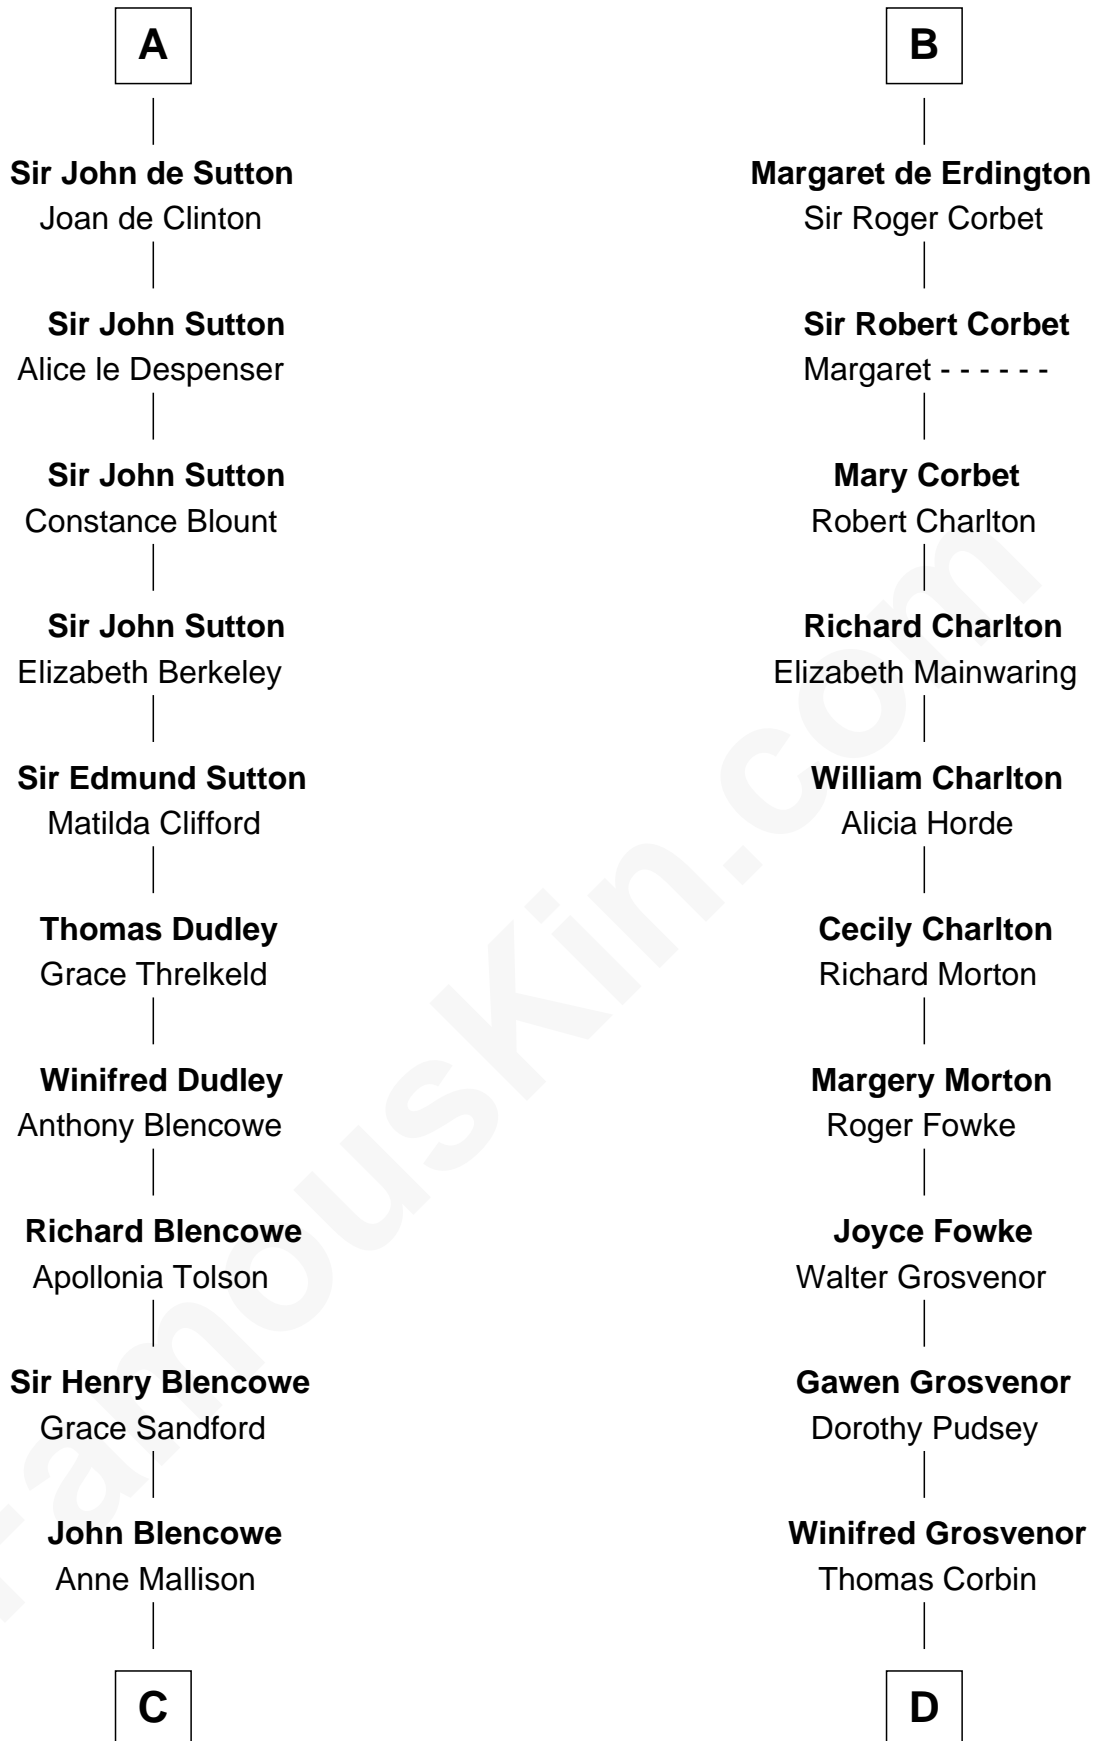 A
Sir John de Sutton
Joan de Clinton
Sir John Sutton
Alice le Despenser
Sir John Sutton
Constance Blount
Sir John Sutton
Elizabeth Berkeley
Sir Edmund Sutton
Matilda Clifford
Thomas Dudley
Grace Threlkeld
Winifred Dudley
Anthony Blencowe
Richard Blencowe
Apollonia Tolson
Sir Henry Blencowe
Grace Sandford
John Blencowe
Anne Mallison
C
B
Margaret de Erdington
Sir Roger Corbet
Sir Robert Corbet
Margaret - - - - - -
Mary Corbet
Robert Charlton
Richard Charlton
Elizabeth Mainwaring
William Charlton
Alicia Horde
Cecily Charlton
Richard Morton
Margery Morton
Roger Fowke
Joyce Fowke
Walter Grosvenor
Gawen Grosvenor
Dorothy Pudsey
Winifred Grosvenor
Thomas Corbin
D
FamousKin.com